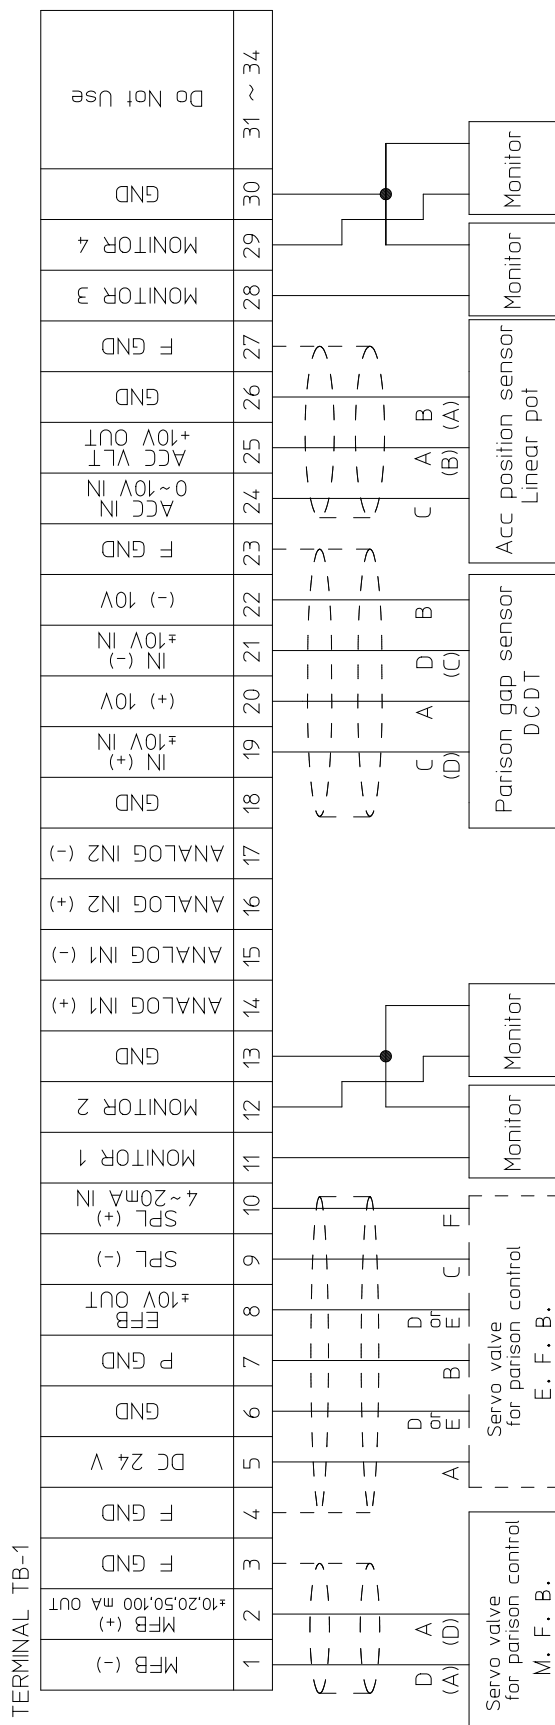 TERMINAL TB-1
MFB (-)
1
MFB (+)
±10,20,50,100 mA OUT
2
F GND
3
F GND
4
DC 24 V
5
GND
6
P GND
7
EFB
±10V OUT
8
SPL (-)
9
SPL (+)
4~20mA IN
10
MONITOR 1
11
MONITOR 2
12
GND
13
ANALOG IN1 (+)
14
ANALOG IN1 (-)
15
ANALOG IN2 (+)
16
ANALOG IN2 (-)
17
GND
18
IN (+)
±10V IN
19
(+) 10V
20
IN (-)
±10V IN
21
(-) 10V
22
F GND
23
ACC IN
0~10V IN
24
ACC VLT
+10V OUT
25
GND
26
F GND
27
MONITOR 3
28
MONITOR 4
29
GND
30
Do Not Use
31 ~ 34
D
(A)
A
(D)
Servo valve
for parison control
M. F. B.
A
D
or
E
B
D
or
E
C
F
Servo valve
for parison control
E. F. B.
Monitor
Monitor
C
(D)
A
D
(C)
B
Parison gap sensor
DCDT
C
A
(B)
B
(A)
Acc position sensor
Linear pot
Monitor
Monitor